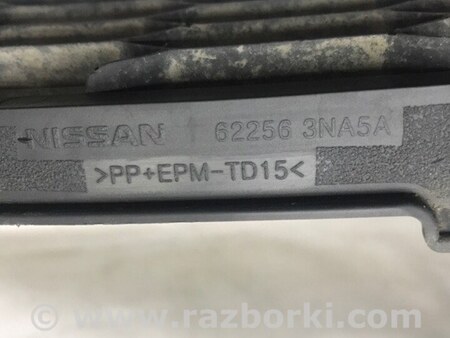 NISSAN 62256 3NA5A
>PP+EPM-TD15<
© www.razborki.com